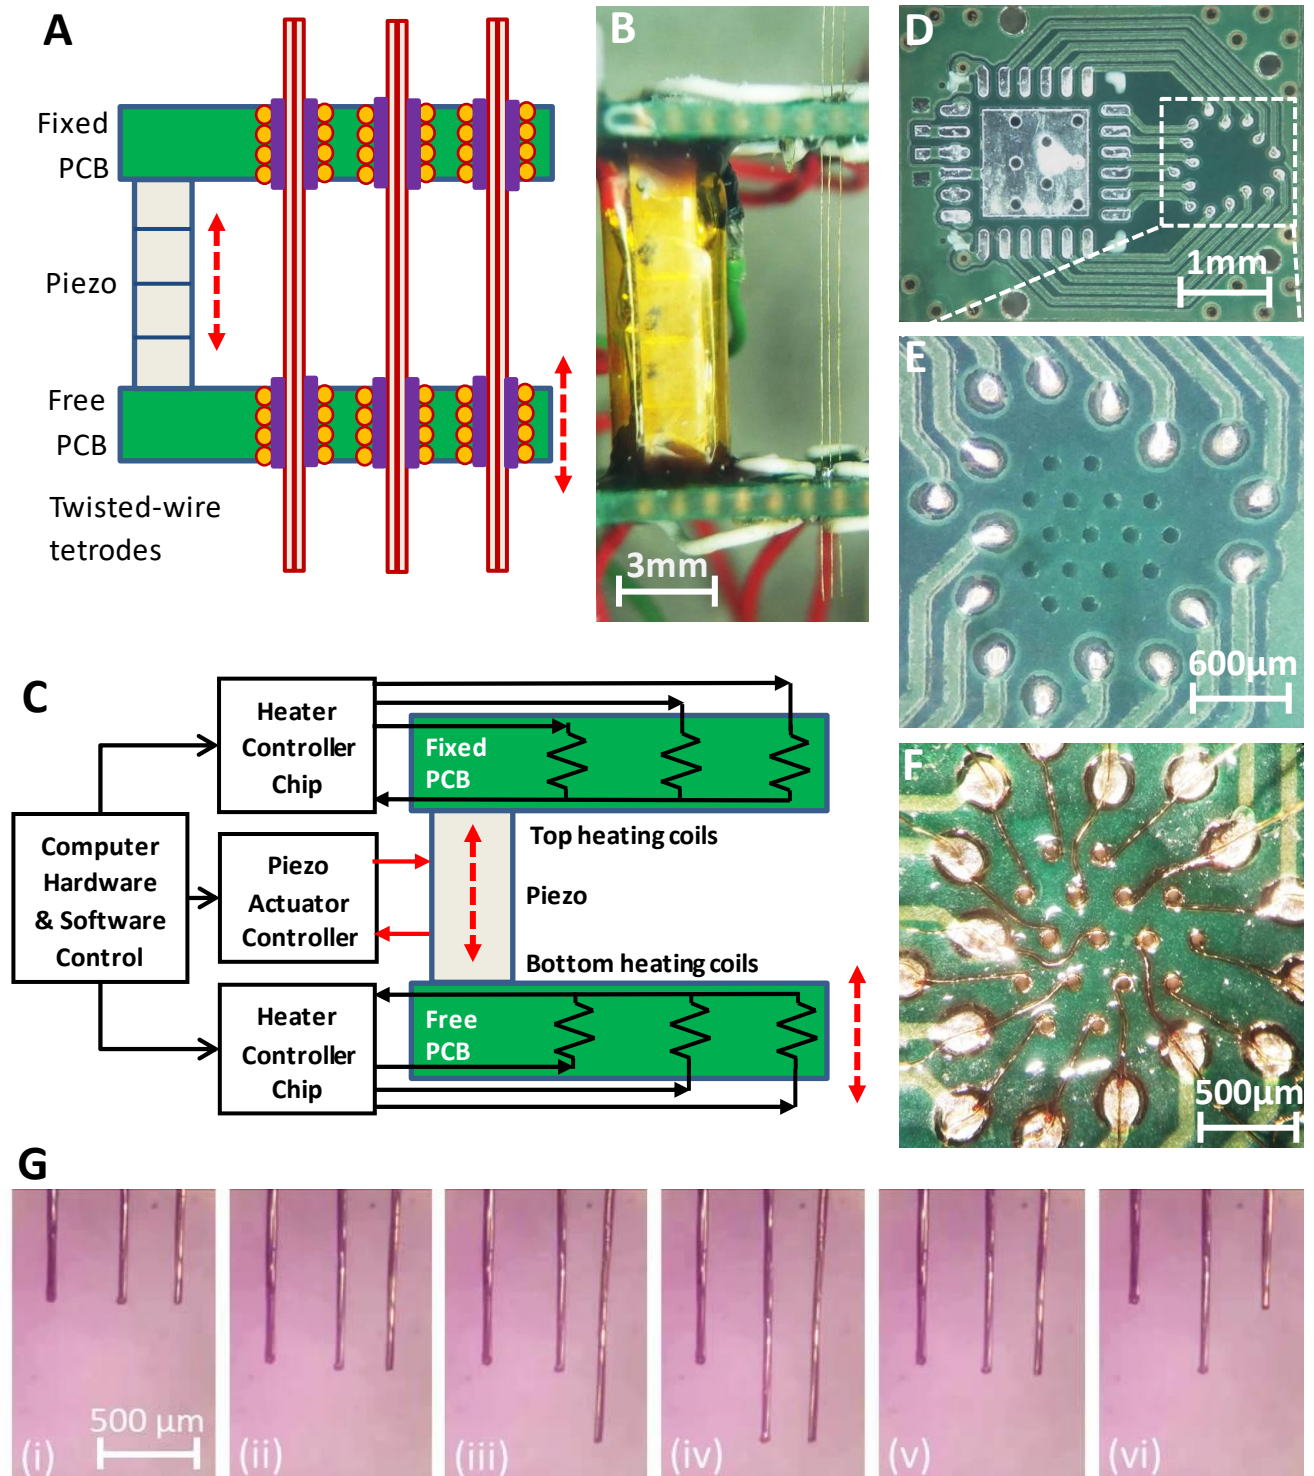 A
Fixed
PCB
Piezo
Free
PCB
Twisted-wire
tetrodes
B
3mm
C
Heater
Controller
Chip
Fixed
PCB
Computer
Hardware
& Software
Control
Piezo
Actuator
Controller
Top heating coils
Piezo
Bottom heating coils
Heater
Controller
Chip
Free
PCB
D
1mm
E
600μm
F
500μm
G
500 μm
(i)
(ii)
(iii)
(iv)
(v)
(vi)